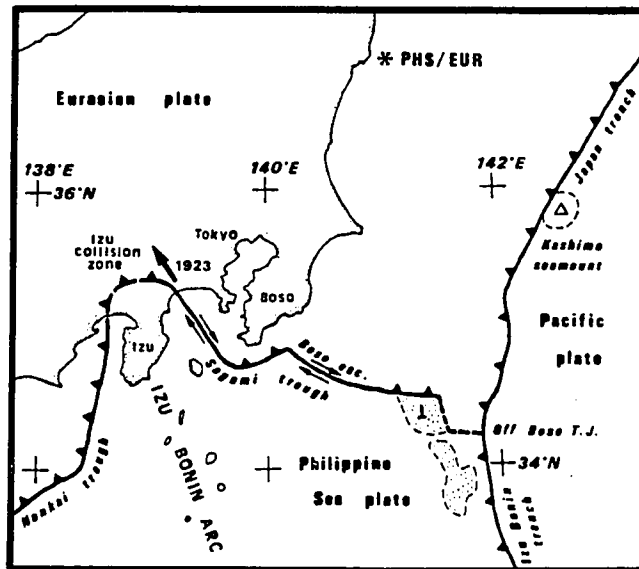 * PHS/EUR
Eurasian plate
138°E
140°E
142°E
36°N
Japan trench
Kashima
seamount
Tokyo
Izu
collision
zone
1923
Boso
Pacific
plate
Izu
Sagami trough
Boso esc.
IZU
BONIN ARC
1
Off Boso T.J.
34°N
Philippine
Sea plate
Nankai trough
Izu Bonin
trench